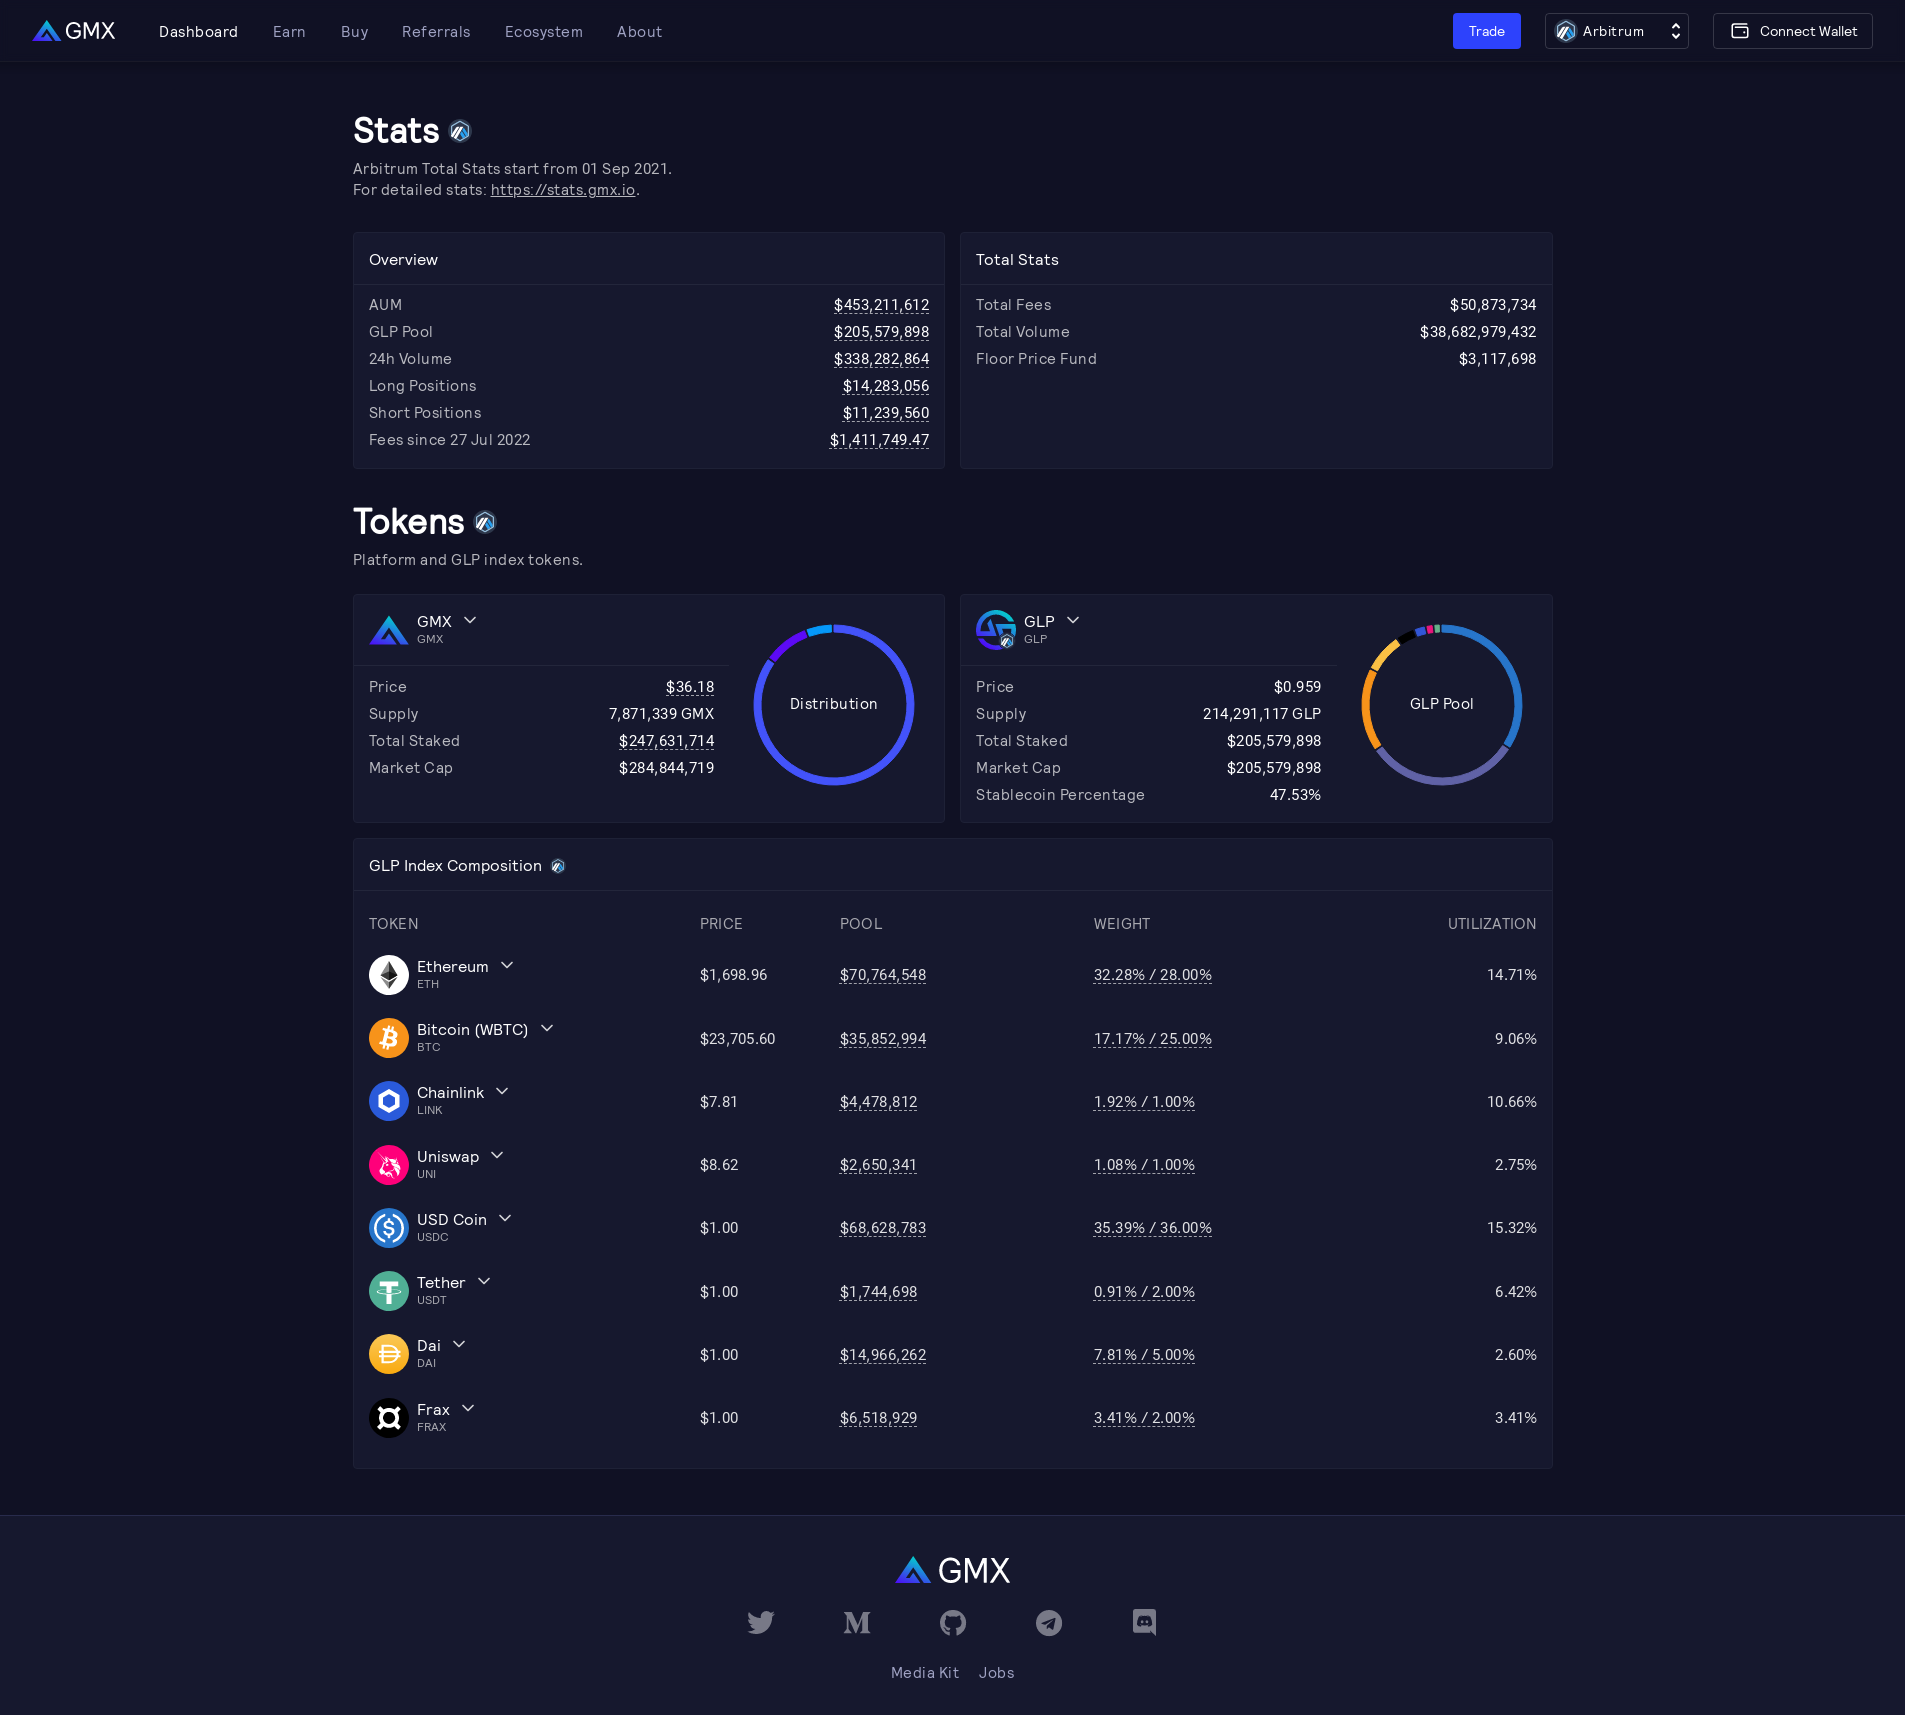 GMX Dashboard Earn Buy Referrals Ecosystem About Trade Arbitrum Connect Wallet
Stats
Arbitrum Total Stats start from 01 Sep 2021.
For detailed stats: https://stats.gmx.io.
Overview
AUM $453,211,612
GLP Pool $205,579,898
24h Volume $338,282,864
Long Positions $14,283,056
Short Positions $11,239,560
Fees since 27 Jul 2022 $1,411,749.47
Total Stats
Total Fees $50,873,734
Total Volume $38,682,979,432
Floor Price Fund $3,117,698
Tokens
Platform and GLP index tokens.
GMX
GMX
Price $36.18
Supply 7,871,339 GMX
Total Staked $247,631,714
Market Cap $284,844,719
Distribution
GLP
GLP
Price $0.959
Supply 214,291,117 GLP
Total Staked $205,579,898
Market Cap $205,579,898
Stablecoin Percentage 47.53%
GLP Pool
GLP Index Composition
TOKEN PRICE POOL WEIGHT UTILIZATION
Ethereum
ETH
$1,698.96 $70,764,548 32.28% / 28.00% 14.71%
Bitcoin (WBTC)
BTC
$23,705.60 $35,852,994 17.17% / 25.00% 9.06%
Chainlink
LINK
$7.81 $4,478,812 1.92% / 1.00% 10.66%
Uniswap
UNI
$8.62 $2,650,341 1.08% / 1.00% 2.75%
USD Coin
USDC
$1.00 $68,628,783 35.39% / 36.00% 15.32%
Tether
USDT
$1.00 $1,744,698 0.91% / 2.00% 6.42%
Dai
DAI
$1.00 $14,966,262 7.81% / 5.00% 2.60%
Frax
FRAX
$1.00 $6,518,929 3.41% / 2.00% 3.41%
GMX
Media Kit Jobs